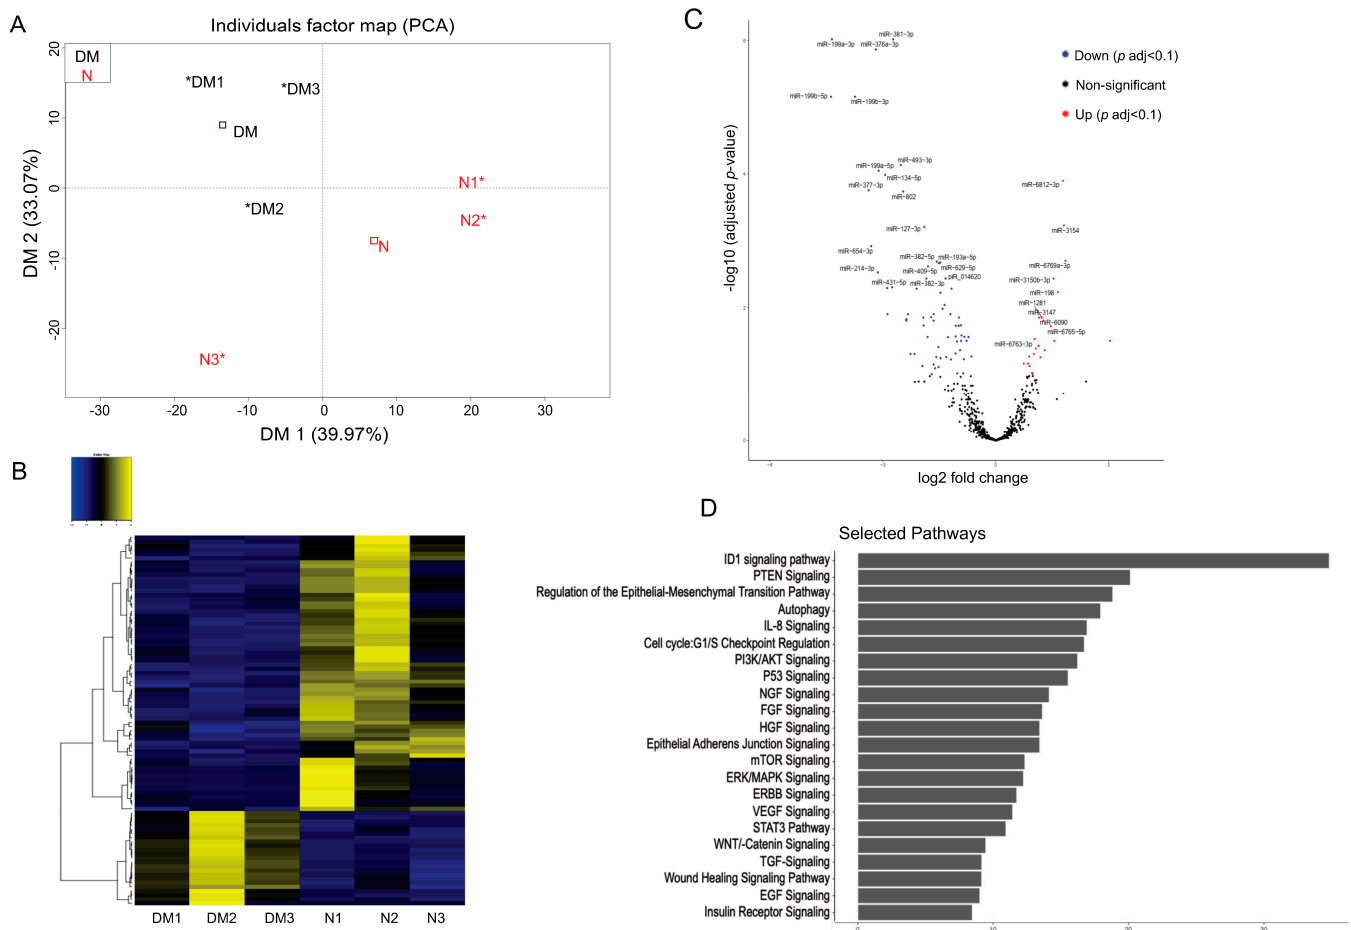 A
Individuals factor map (PCA)
DM
N
*DM1
*DM3
DM
*DM2
N1*
N2*
N
N3*
20
10
0
-10
-20
DM 2 (33.07%)
-30
-20
-10
0
10
20
30
DM 1 (39.97%)
B
DM1
DM2
DM3
N1
N2
N3
C
Down (p adj<0.1)
Non-significant
Up (p adj<0.1)
miR-381-3p
miR-199a-3p
miR-376a-3p
miR-199b-5p
miR-199b-3p
miR-493-3p
miR-199a-5p
miR-134-5p
miR-377-3p
miR-802
miR-6812-3p
miR-127-3p
miR-3154
miR-654-3p
miR-382-5p
miR-193a-5p
miR-6769a-3p
miR-214-3p
miR-409-5p
miR-629-5p
piR_014620
miR-431-5p
miR-382-3p
miR-3150b-3p
miR-198
miR-1281
miR-3147
miR-6090
miR-6765-5p
miR-6763-3p
6
4
2
0
-log10 (adjusted p-value)
-6
-3
0
3
log2 fold change
D
Selected Pathways
ID1 signaling pathway
PTEN Signaling
Regulation of the Epithelial-Mesenchymal Transition Pathway
Autophagy
IL-8 Signaling
Cell cycle:G1/S Checkpoint Regulation
PI3K/AKT Signaling
P53 Signaling
NGF Signaling
FGF Signaling
HGF Signaling
Epithelial Adherens Junction Signaling
mTOR Signaling
ERK/MAPK Signaling
ERBB Signaling
VEGF Signaling
STAT3 Pathway
WNT/-Catenin Signaling
TGF-Signaling
Wound Healing Signaling Pathway
EGF Signaling
Insulin Receptor Signaling